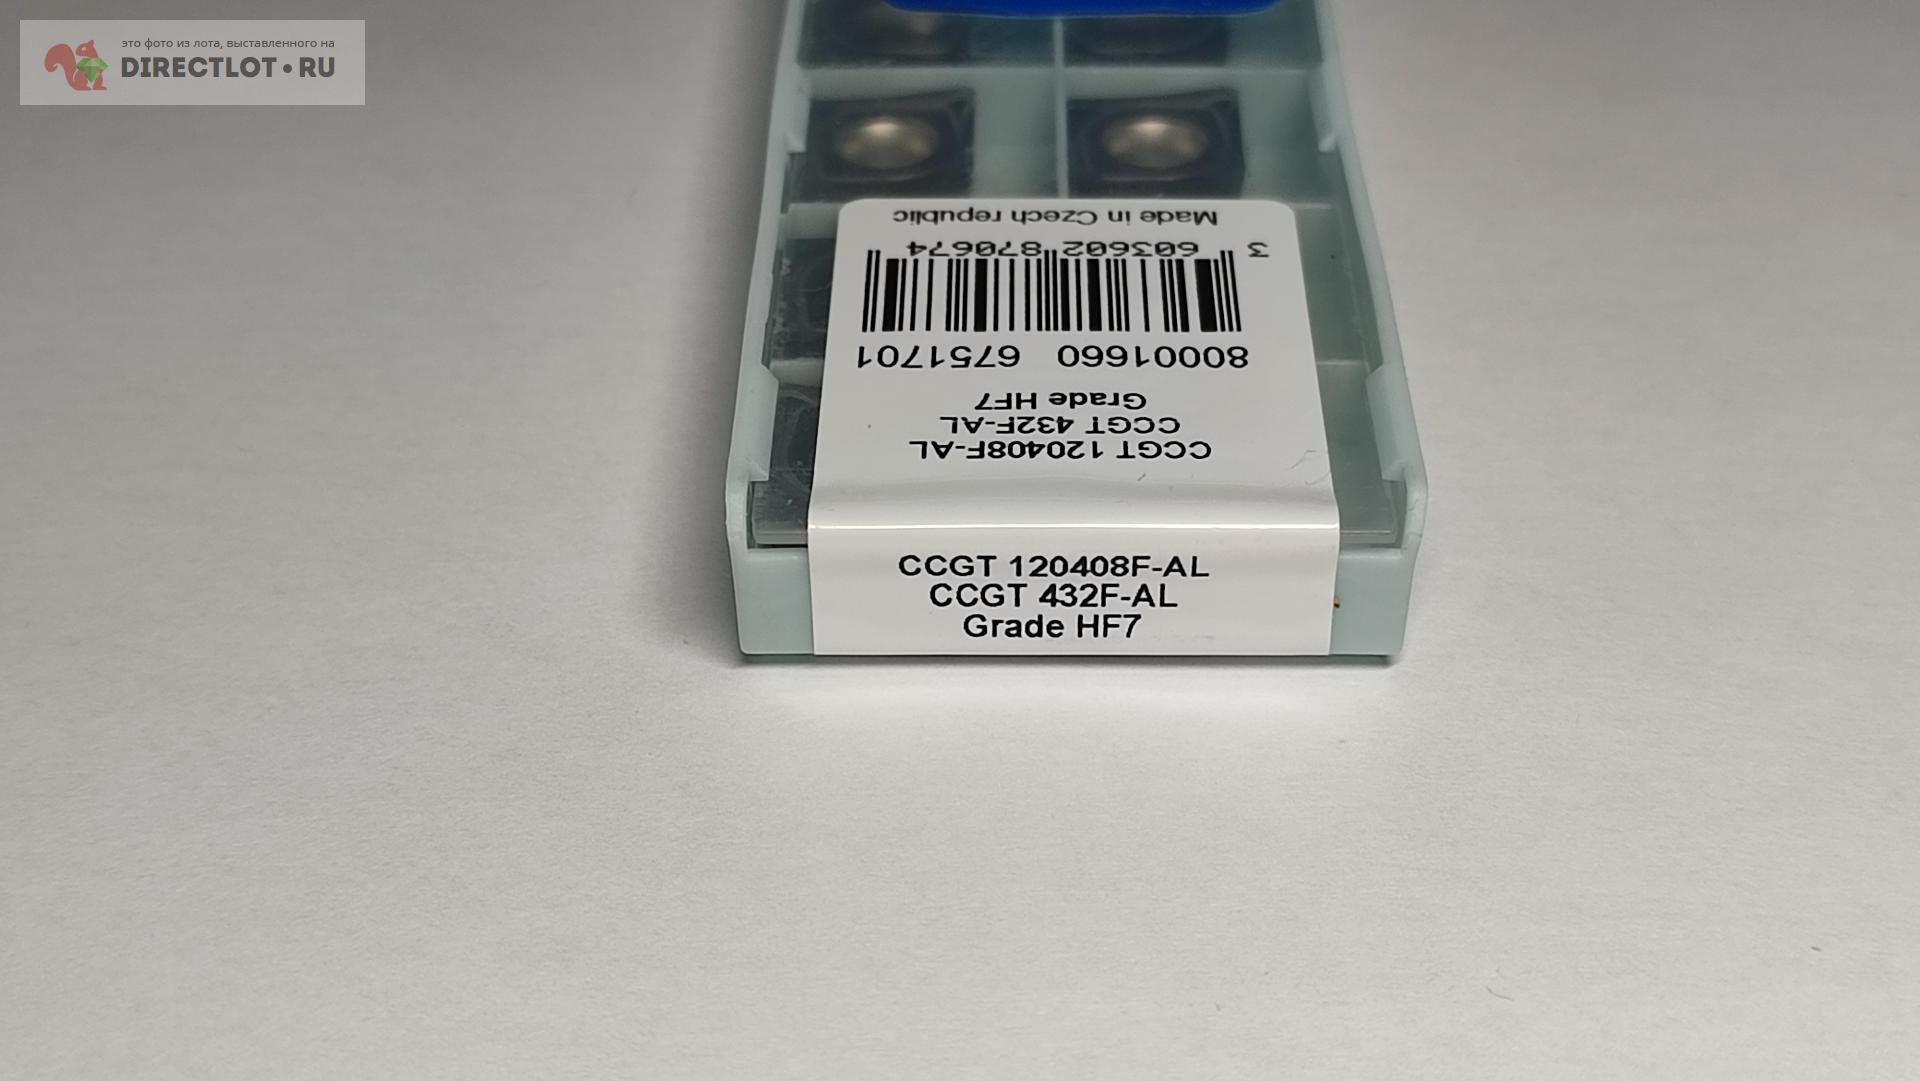 это фото из лота, выставленного на
DIRECTLOT•RU
CCGT 120408F-AL
CCGT 432F-AL
Grade HF7
80001660 6751701
3 603602 870674
Made in Czech republic
CCGT 120408F-AL
CCGT 432F-AL
Grade HF7